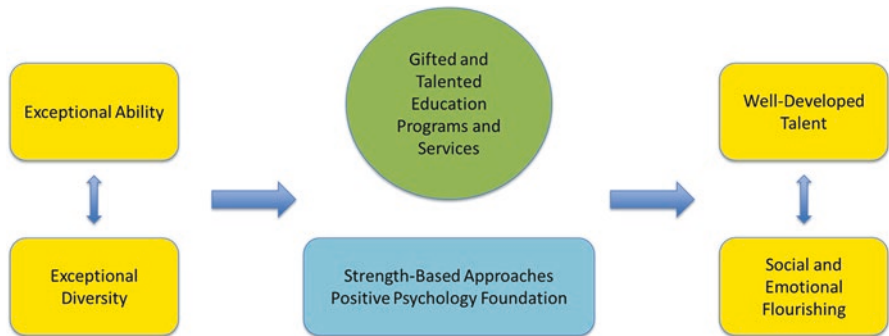 Exceptional Ability
Exceptional
Diversity
Gifted and
Talented
Education
Programs and
Services
Strength-Based Approaches
Positive Psychology Foundation
Well-Developed
Talent
Social and
Emotional
Flourishing